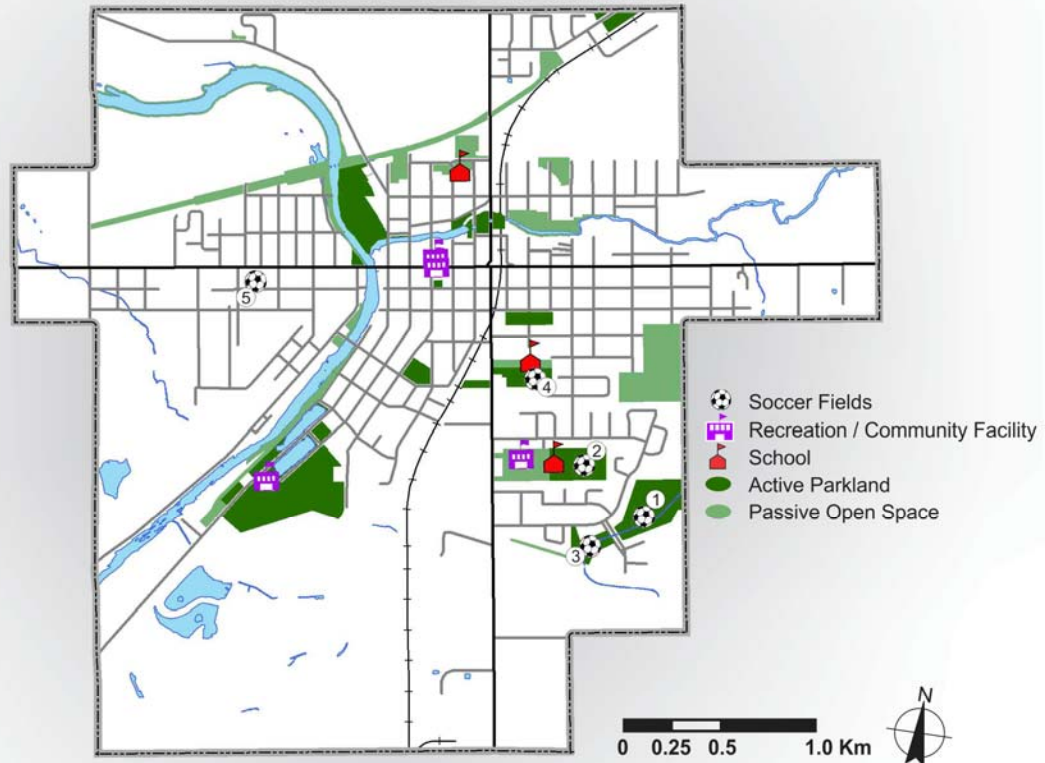 5
4
2
1
3
Soccer Fields
Recreation / Community Facility
School
Active Parkland
Passive Open Space
N
0 0.25 0.5 1.0 Km